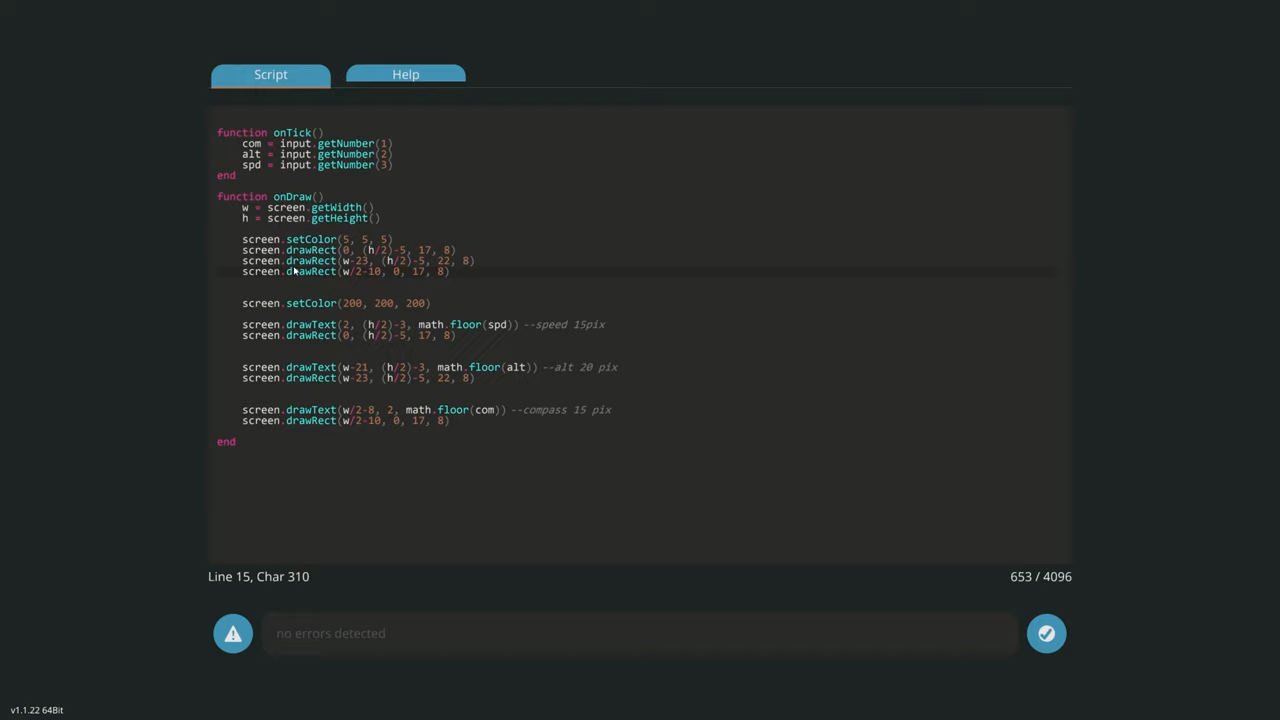 Script
Help
function onTick()
com = input.getNumber(1)
alt = input.getNumber(2)
spd = input.getNumber(3)
end
function onDraw()
w = screen.getWidth()
h = screen.getHeight()
screen.setColor(5, 5, 5)
screen.drawRect(0, (h/2)-5, 17, 8)
screen.drawRect(w-23, (h/2)-5, 22, 8)
screen.drawRect(w/2-10, 0, 17, 8)
screen.setColor(200, 200, 200)
screen.drawText(2, (h/2)-3, math.floor(spd)) --speed 15pix
screen.drawRect(0, (h/2)-5, 17, 8)
screen.drawText(w-21, (h/2)-3, math.floor(alt)) --alt 20 pix
screen.drawRect(w-23, (h/2)-5, 22, 8)
screen.drawText(w/2-8, 2, math.floor(com)) --compass 15 pix
screen.drawRect(w/2-10, 0, 17, 8)
end
Line 15, Char 310
653 / 4096
no errors detected
v1.1.22 64Bit